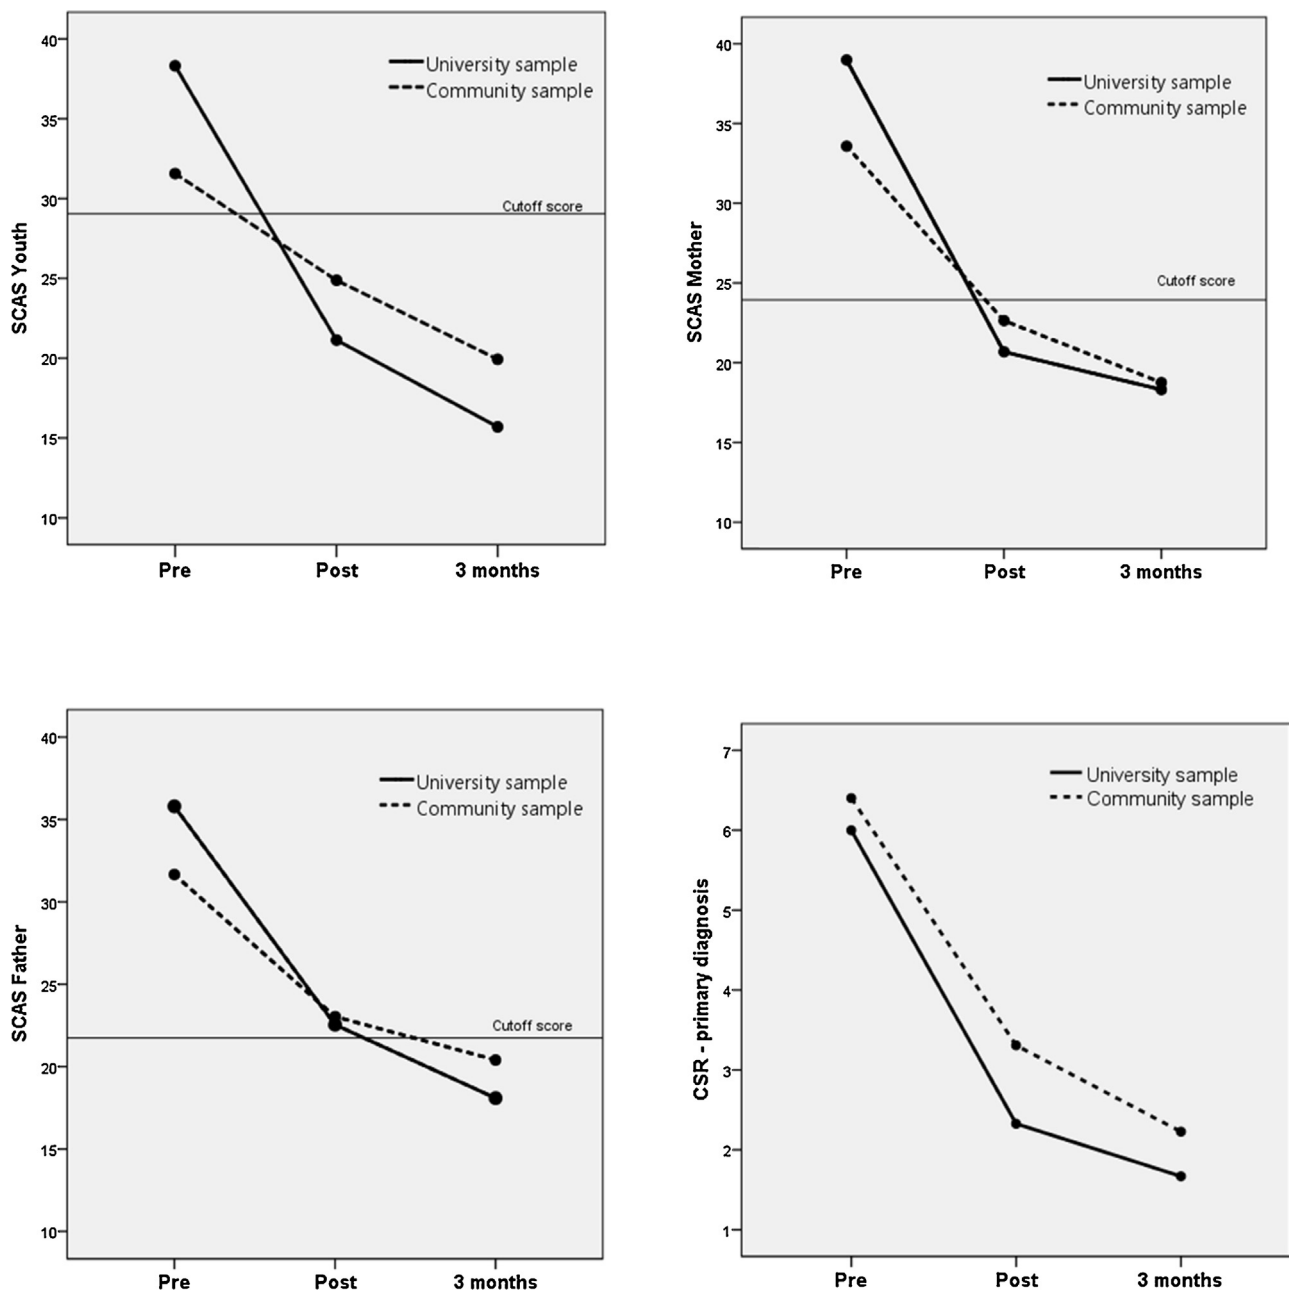 40
35
30
25
20
15
10
SCAS Youth
University sample
Community sample
Cutoff score
Pre Post 3 months
40
35
30
25
20
15
10
SCAS Mother
University sample
Community sample
Cutoff score
Pre Post 3 months
40
35
30
25
20
15
10
SCAS Father
University sample
Community sample
Cutoff score
Pre Post 3 months
7
6
5
4
3
2
1
CSR - primary diagnosis
University sample
Community sample
Pre Post 3 months